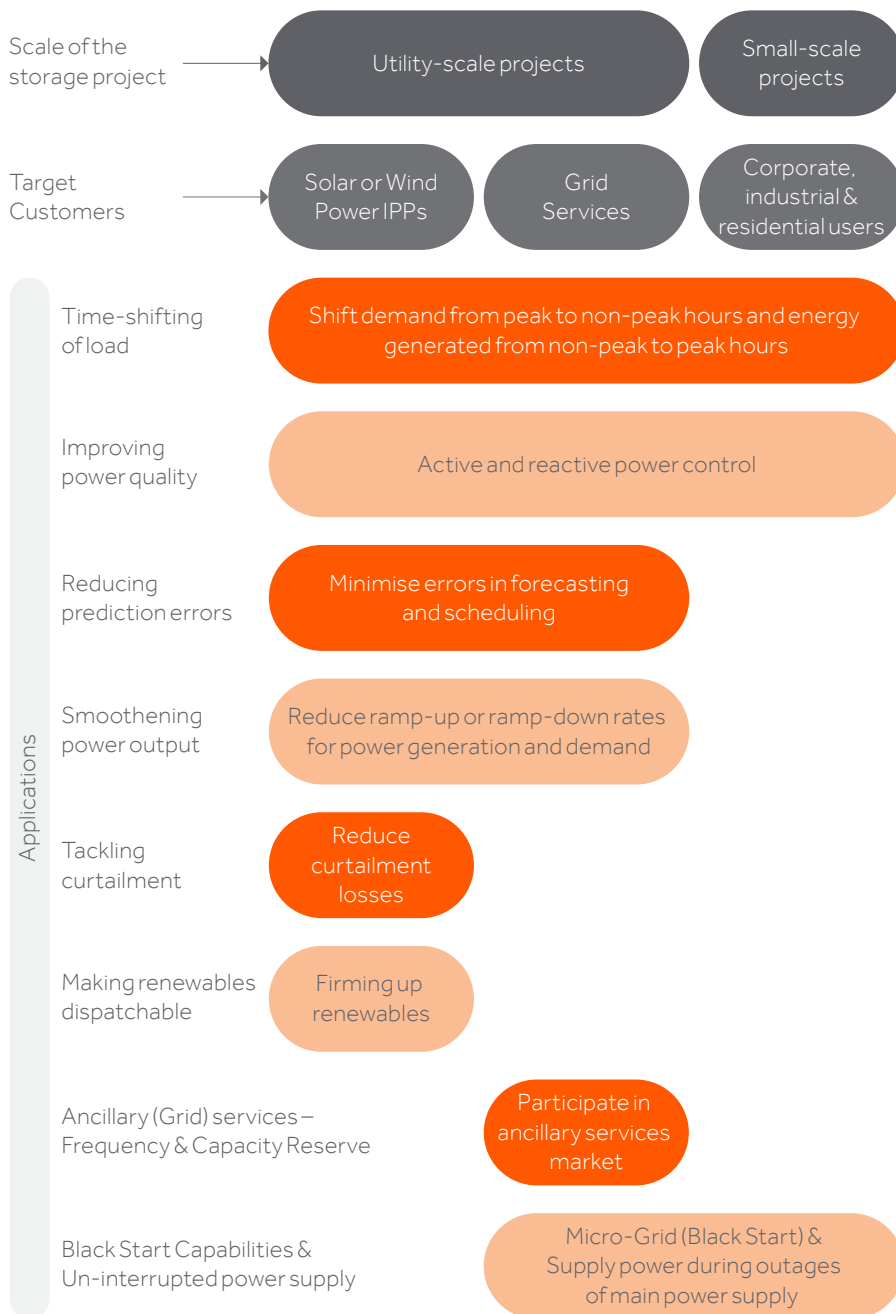 Scale of the
storage project
Utility-scale projects
Small-scale
projects
Target
Customers
Solar or Wind
Power IPPs
Grid
Services
Corporate,
industrial &
residential users
Applications
Time-shifting
of load
Shift demand from peak to non-peak hours and energy
generated from non-peak to peak hours
Improving
power quality
Active and reactive power control
Reducing
prediction errors
Minimise errors in forecasting
and scheduling
Smoothening
power output
Reduce ramp-up or ramp-down rates
for power generation and demand
Tackling
curtailment
Reduce
curtailment
losses
Making renewables
dispatchable
Firming up
renewables
Ancillary (Grid) services –
Frequency & Capacity Reserve
Participate in
ancillary services
market
Black Start Capabilities &
Un-interrupted power supply
Micro-Grid (Black Start) &
Supply power during outages
of main power supply